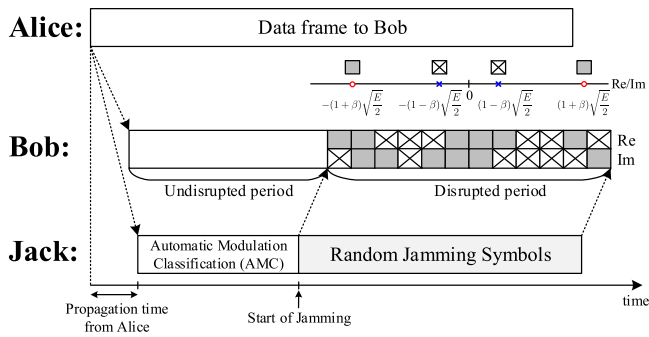 Alice:
Data frame to Bob
0
Re/Im
−(1 + β)√(E/2)
−(1 − β)√(E/2)
(1 − β)√(E/2)
(1 + β)√(E/2)
Bob:
Re
Im
Undisrupted period
Disrupted period
Jack:
Automatic Modulation
Classification (AMC)
Random Jamming Symbols
time
Propagation time
from Alice
Start of Jamming